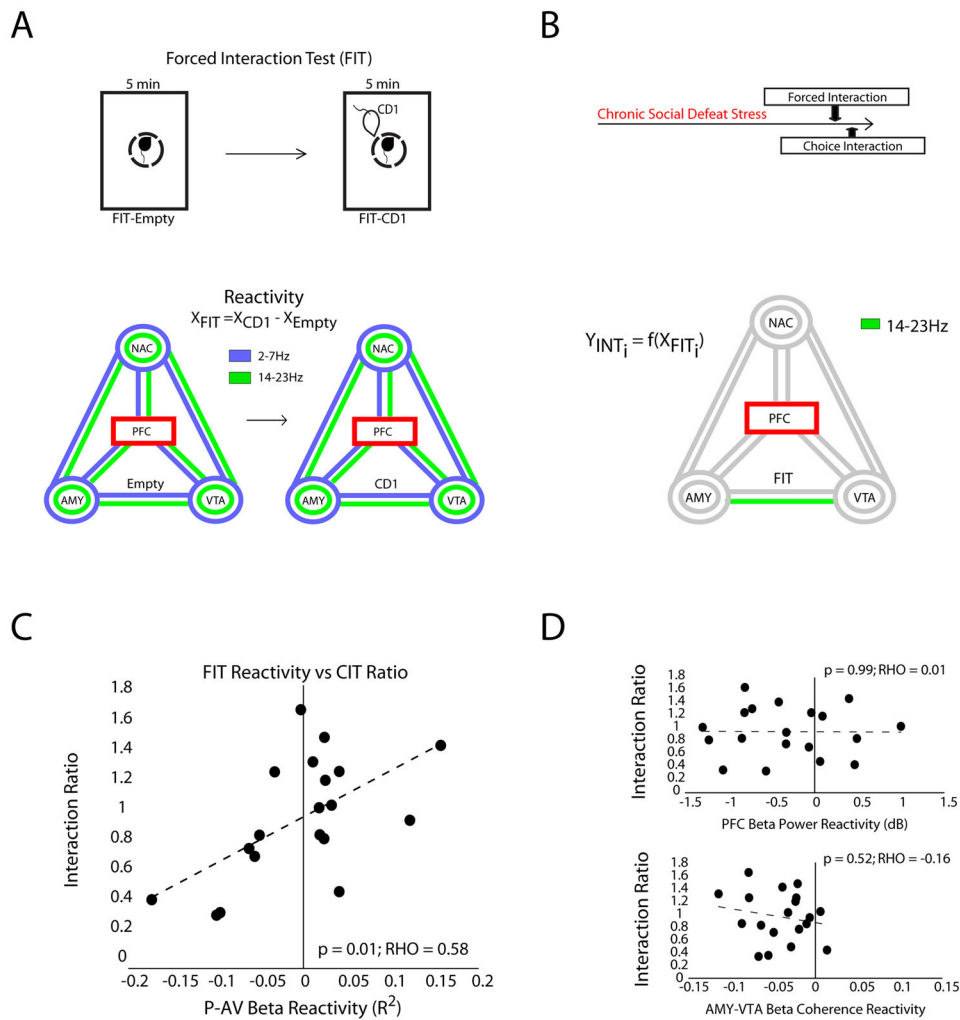 A
Forced Interaction Test (FIT)
5 min
5 min
CD1
FIT-Empty
FIT-CD1
Reactivity
XFIT =XCD1 - XEmpty
2-7Hz
14-23Hz
NAC
PFC
Empty
AMY
VTA
NAC
PFC
CD1
AMY
VTA
B
Forced Interaction
Chronic Social Defeat Stress
Choice Interaction
YINTi = f(XFITi)
14-23Hz
NAC
PFC
FIT
AMY
VTA
C
FIT Reactivity vs CIT Ratio
Interaction Ratio
1.8
1.6
1.4
1.2
1
0.8
0.6
0.4
0.2
0
p = 0.01; RHO = 0.58
-0.2 -0.15 -0.1 -0.05 0 0.05 0.1 0.15 0.2
P-AV Beta Reactivity (R2)
D
p = 0.99; RHO = 0.01
Interaction Ratio
1.8
1.6
1.4
1.2
1
0.8
0.6
0.4
0.2
0
-1.5 -1 -0.5 0 0.5 1 1.5
PFC Beta Power Reactivity (dB)
p = 0.52; RHO = -0.16
Interaction Ratio
1.8
1.6
1.4
1.2
1
0.8
0.6
0.4
0.2
0
-0.15 -0.1 -0.05 0 0.05 0.1 0.15
AMY-VTA Beta Coherence Reactivity